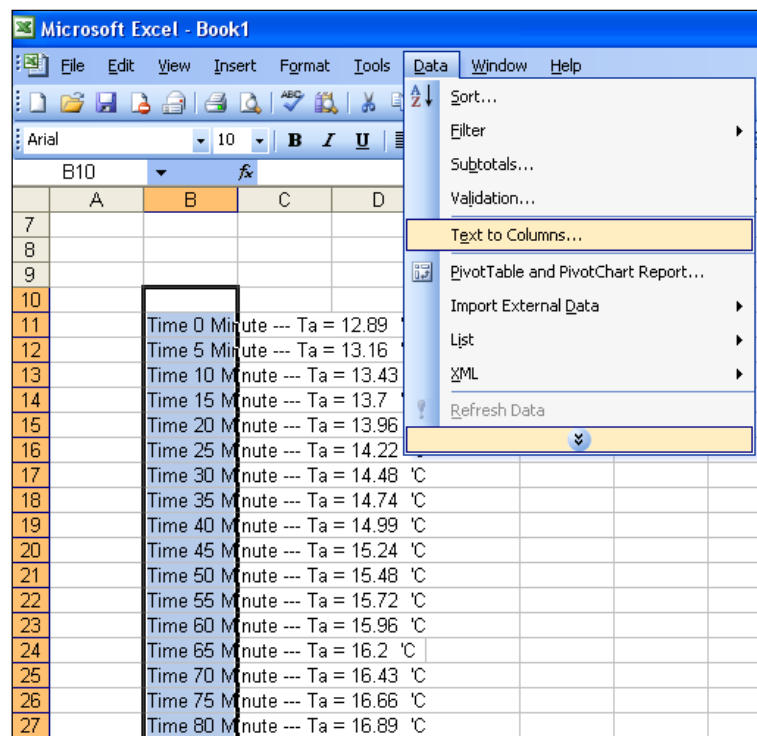 Microsoft Excel - Book1
File Edit View Insert Format Tools Data Window Help
Arial 10 B I U
B10 fx
A B C D
7
8
9
10
11 Time 0 Minute --- Ta = 12.89 '
12 Time 5 Minute --- Ta = 13.16
13 Time 10 Minute --- Ta = 13.43
14 Time 15 Minute --- Ta = 13.7 '
15 Time 20 Minute --- Ta = 13.96
16 Time 25 Minute --- Ta = 14.22 'C
17 Time 30 Minute --- Ta = 14.48 'C
18 Time 35 Minute --- Ta = 14.74 'C
19 Time 40 Minute --- Ta = 14.99 'C
20 Time 45 Minute --- Ta = 15.24 'C
21 Time 50 Minute --- Ta = 15.48 'C
22 Time 55 Minute --- Ta = 15.72 'C
23 Time 60 Minute --- Ta = 15.96 'C
24 Time 65 Minute --- Ta = 16.2 'C
25 Time 70 Minute --- Ta = 16.43 'C
26 Time 75 Minute --- Ta = 16.66 'C
27 Time 80 Minute --- Ta = 16.89 'C
Sort...
Filter
Subtotals...
Validation...
Text to Columns...
PivotTable and PivotChart Report...
Import External Data
List
XML
Refresh Data